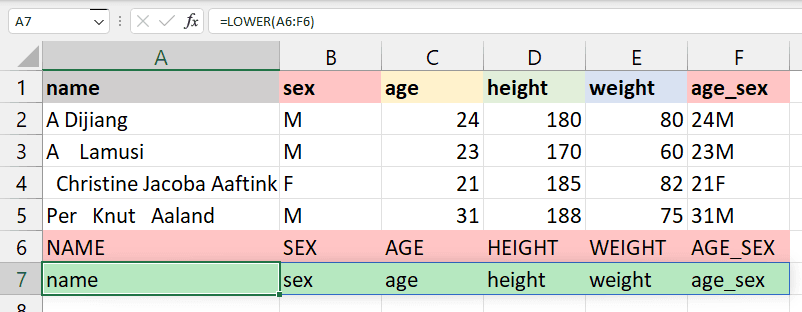 A7 fx =LOWER(A6:F6)
A B C D E F
1 name sex age height weight age_sex
2 A Dijiang M 24 180 80 24M
3 A    Lamusi M 23 170 60 23M
4   Christine Jacoba Aaftink F 21 185 82 21F
5 Per   Knut   Aaland M 31 188 75 31M
6 NAME SEX AGE HEIGHT WEIGHT AGE_SEX
7 name sex age height weight age_sex
8